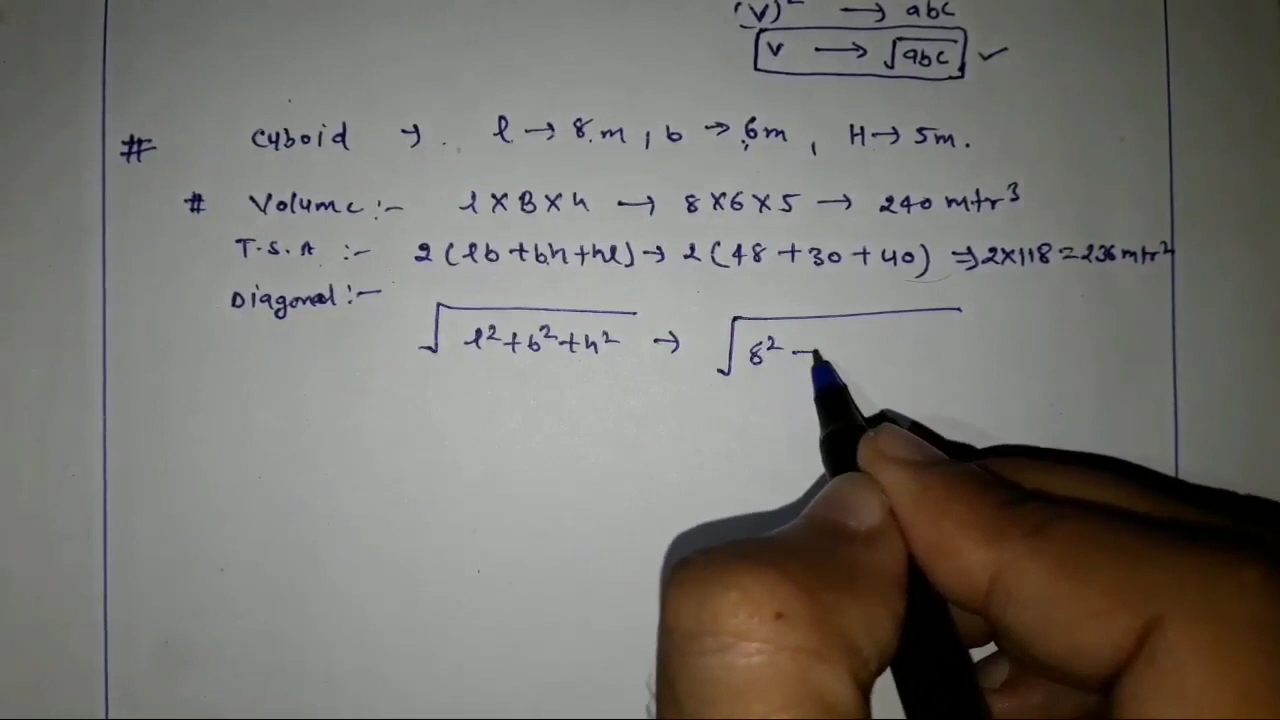 (V)² → abc
V → √abc ✓
# Cuboid → . l → 8 m, b → 6m, H → 5m.
# Volume :- l × B × h → 8×6×5 → 240 mtr³
T.S.A :- 2(lb+bh+hl) → 2(48+30+40) ⇒ 2×118=236 mtr²
Diagonal :-
√l²+b²+h² → √8² -